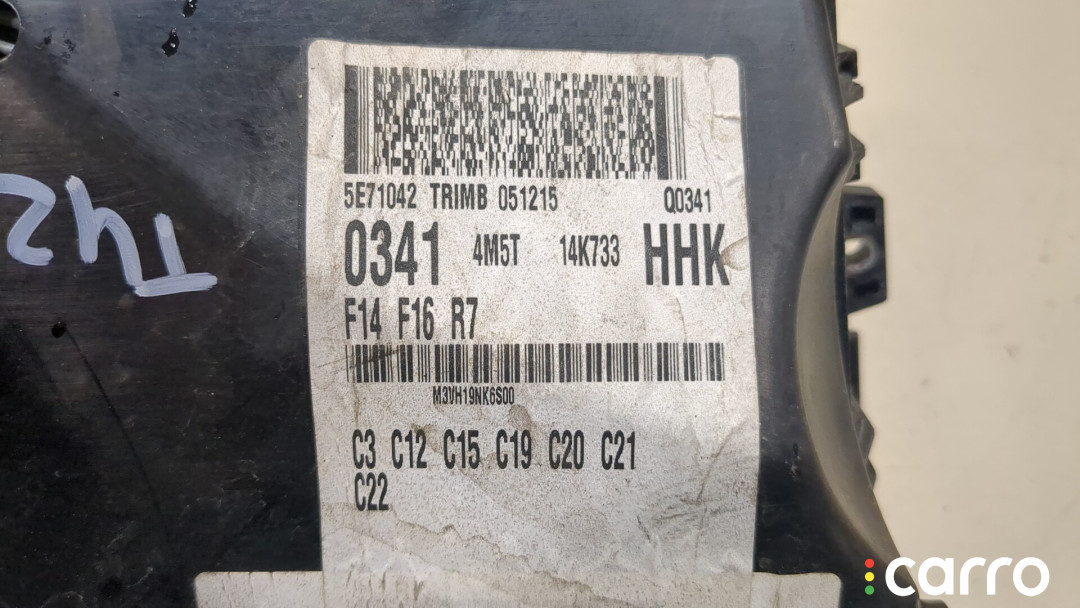 5E71042 TRIMB 051215 Q0341
0341 4M5T 14K733 HHK
F14 F16 R7
M3VH19NK6S00
C3 C12 C15 C19 C20 C21
C22
T42
carro